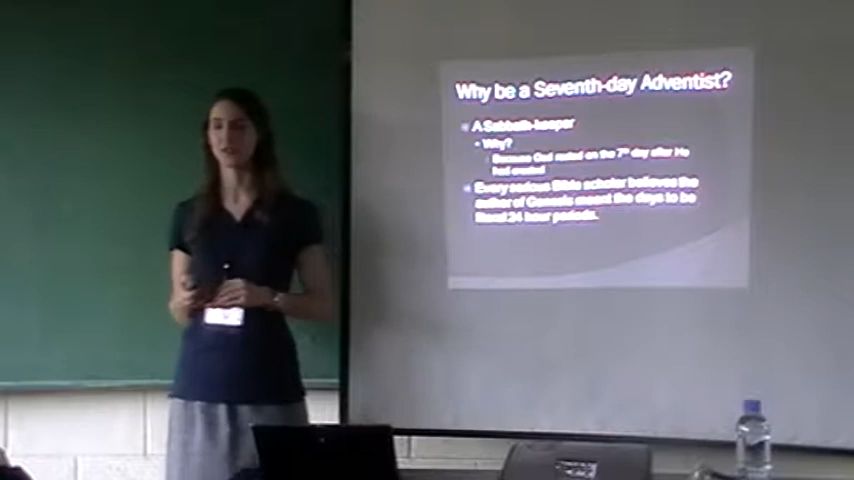 Why be a Seventh-day Adventist?
A Sabbath-keeper
Why?
Because God rested on the 7th day after He
had created
Every serious Bible scholar believes the
author of Genesis meant the days to be
literal 24 hour periods.